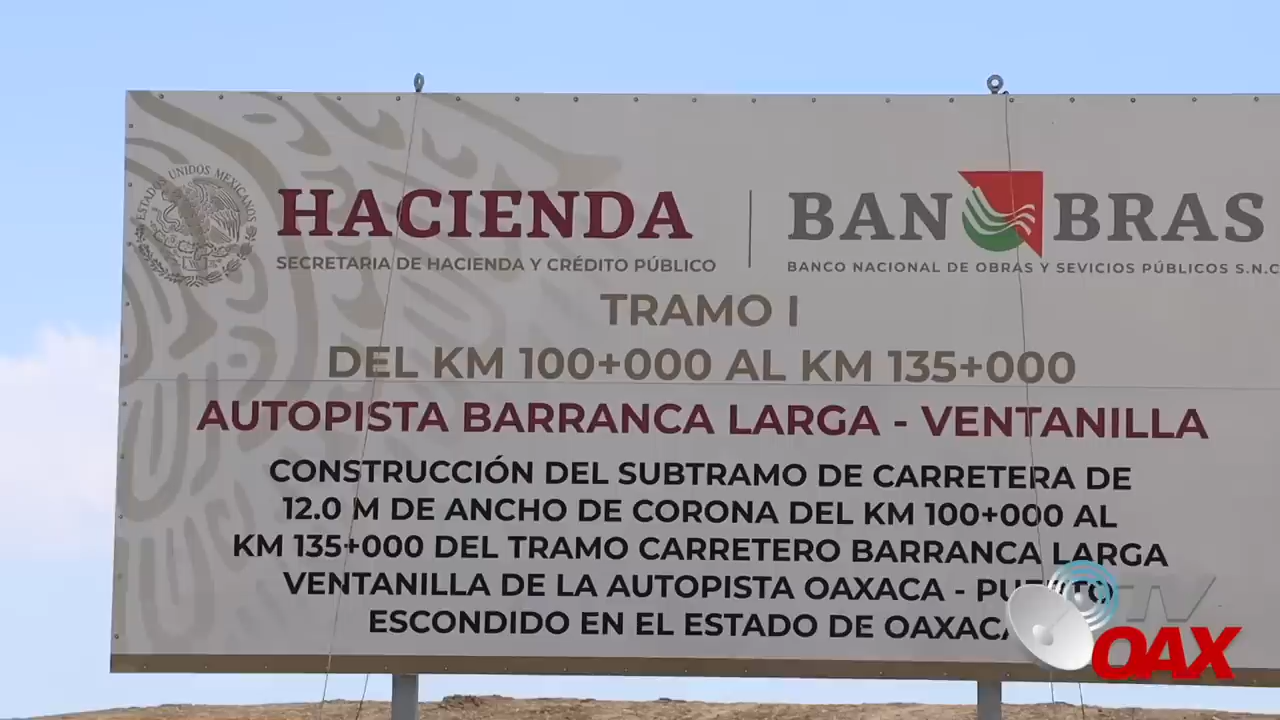 ESTADOS UNIDOS MEXICANOS
HACIENDA
SECRETARIA DE HACIENDA Y CRÉDITO PÚBLICO
BANOBRAS
BANCO NACIONAL DE OBRAS Y SEVICIOS PÚBLICOS S.N.C
TRAMO I
DEL KM 100+000 AL KM 135+000
AUTOPISTA BARRANCA LARGA - VENTANILLA
CONSTRUCCIÓN DEL SUBTRAMO DE CARRETERA DE
12.0 M DE ANCHO DE CORONA DEL KM 100+000 AL
KM 135+000 DEL TRAMO CARRETERO BARRANCA LARGA
VENTANILLA DE LA AUTOPISTA OAXACA - PUERTO
ESCONDIDO EN EL ESTADO DE OAXACA
TV
OAX